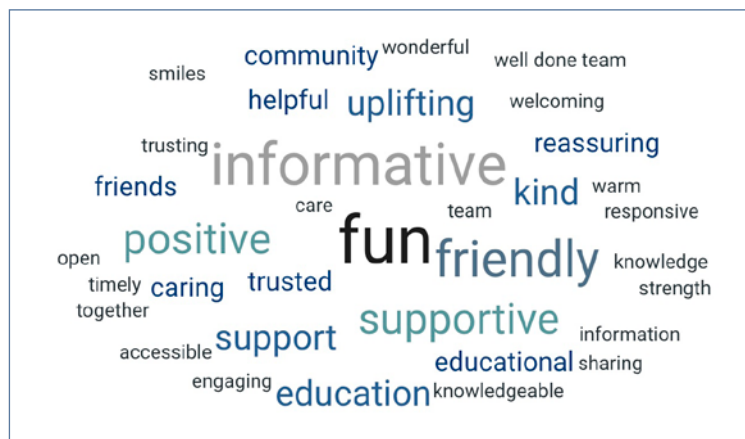 community wonderful
smiles
well done team
helpful uplifting welcoming
trusting
informative
reassuring
friends
kind
warm
care
team
responsive
positive
fun
friendly
open
knowledge
timely
caring
trusted
strength
together
supportive
support
information
accessible
educational sharing
engaging
education knowledgeable